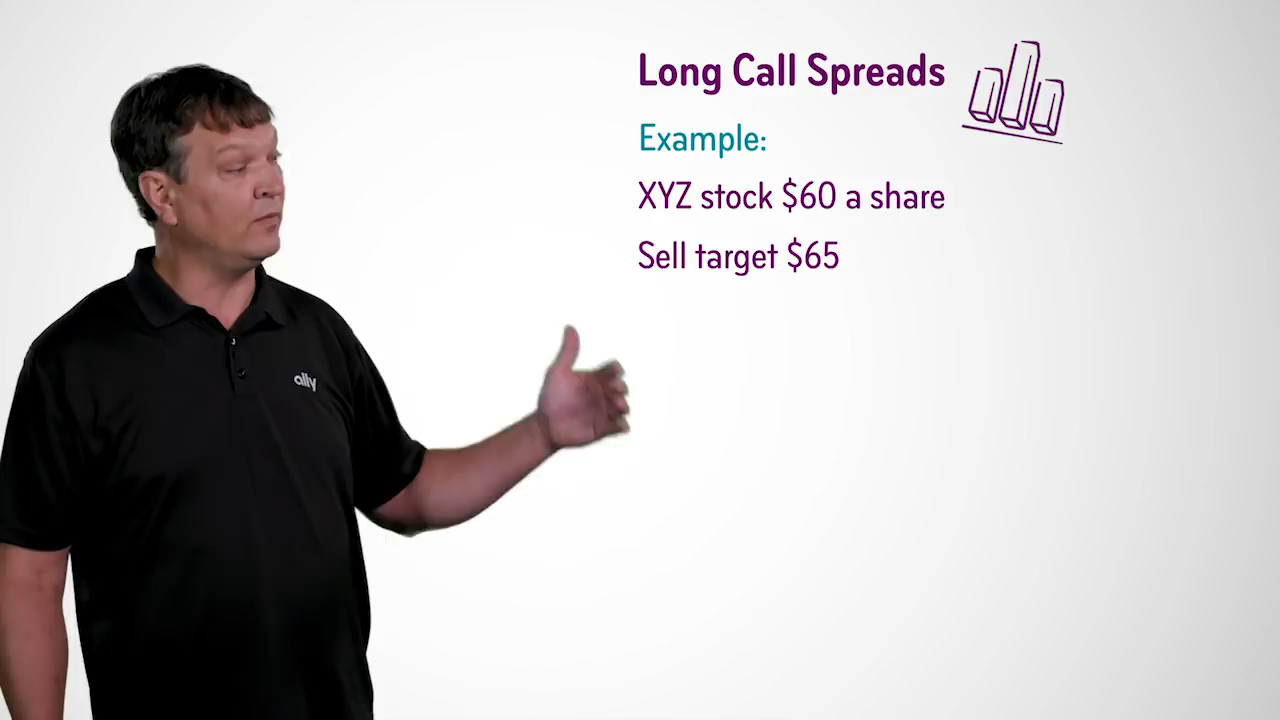 Long Call Spreads
Example:
XYZ stock $60 a share
Sell target $65
ally